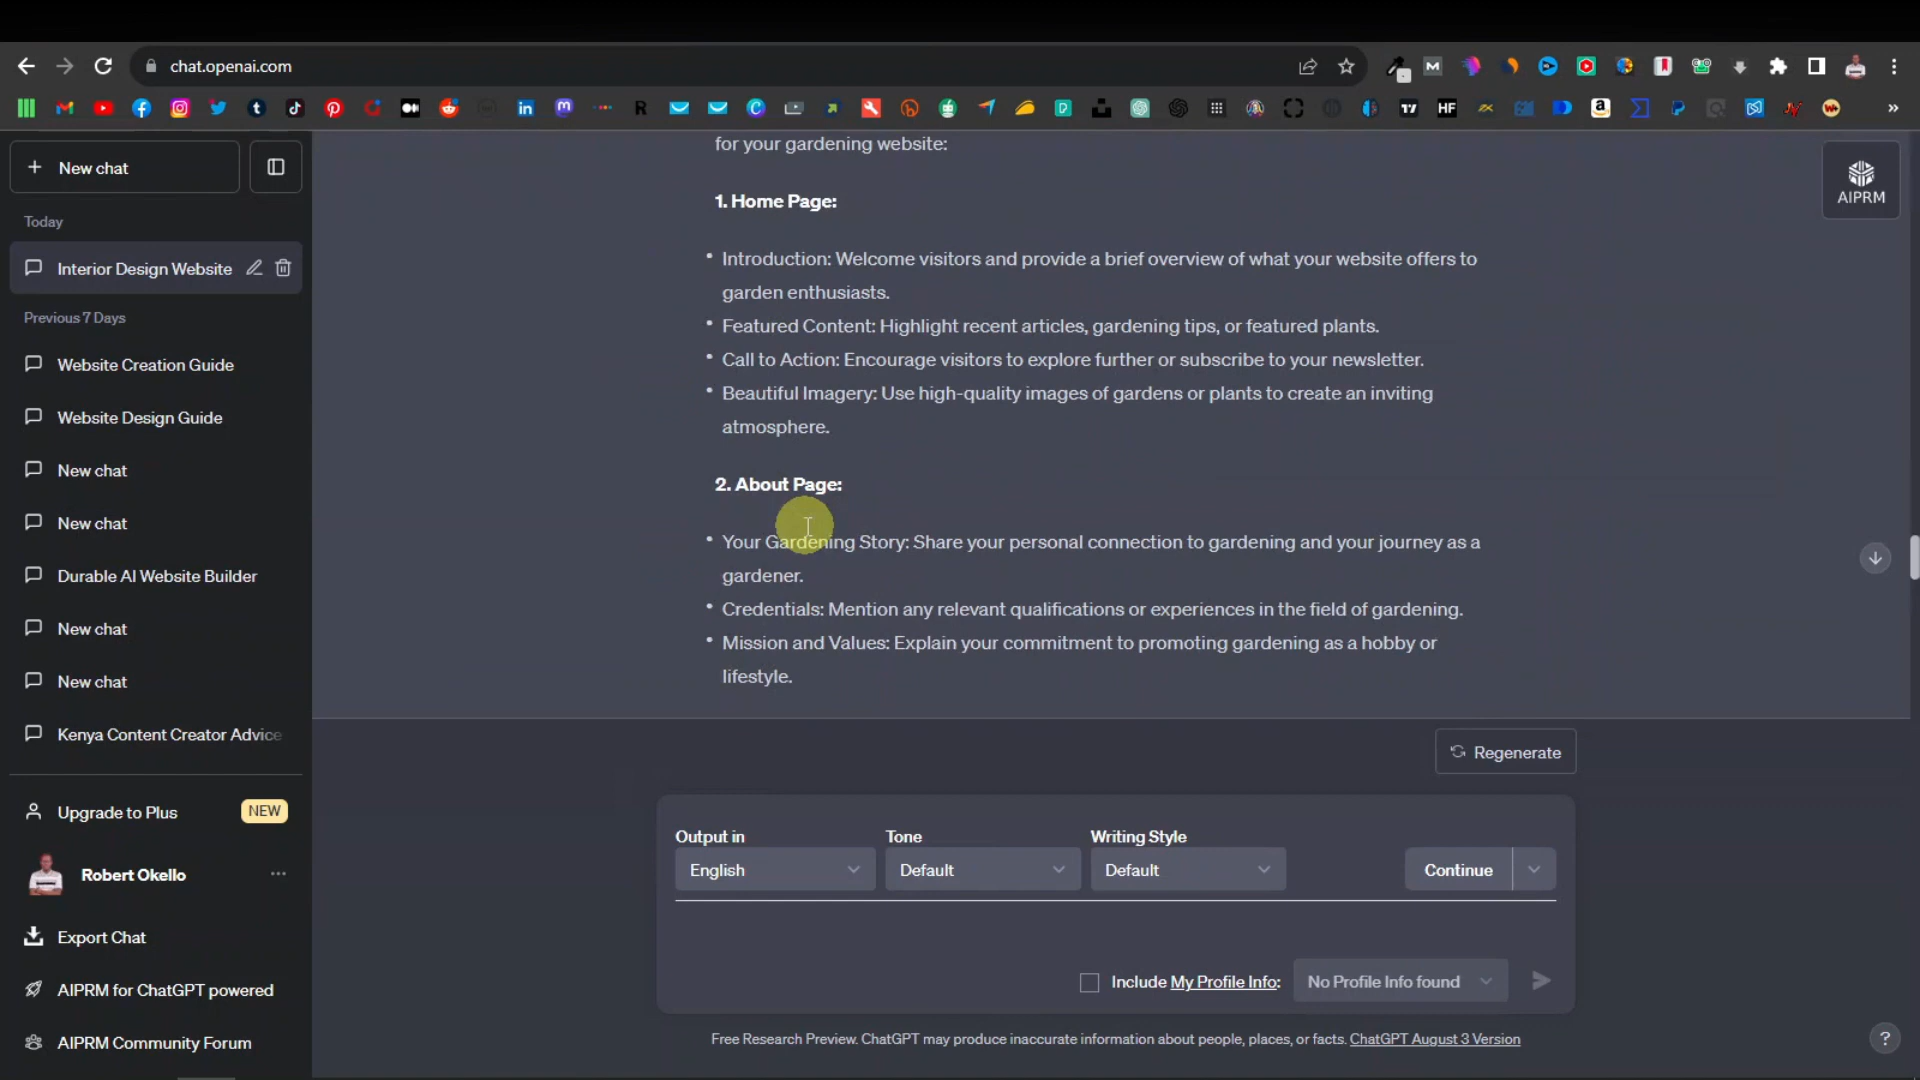 chat.openai.com
New chat
Today
Interior Design Website
Previous 7 Days
Website Creation Guide
Website Design Guide
New chat
New chat
Durable AI Website Builder
New chat
New chat
Kenya Content Creator Advice
Upgrade to Plus NEW
Robert Okello
Export Chat
AIPRM for ChatGPT powered
AIPRM Community Forum
for your gardening website:
1. Home Page:
• Introduction: Welcome visitors and provide a brief overview of what your website offers to
garden enthusiasts.
• Featured Content: Highlight recent articles, gardening tips, or featured plants.
• Call to Action: Encourage visitors to explore further or subscribe to your newsletter.
• Beautiful Imagery: Use high-quality images of gardens or plants to create an inviting
atmosphere.
2. About Page:
• Your Gardening Story: Share your personal connection to gardening and your journey as a
gardener.
• Credentials: Mention any relevant qualifications or experiences in the field of gardening.
• Mission and Values: Explain your commitment to promoting gardening as a hobby or
lifestyle.
AIPRM
Regenerate
Output in Tone Writing Style
English Default Default Continue
Include My Profile Info: No Profile Info found
Free Research Preview. ChatGPT may produce inaccurate information about people, places, or facts. ChatGPT August 3 Version
?